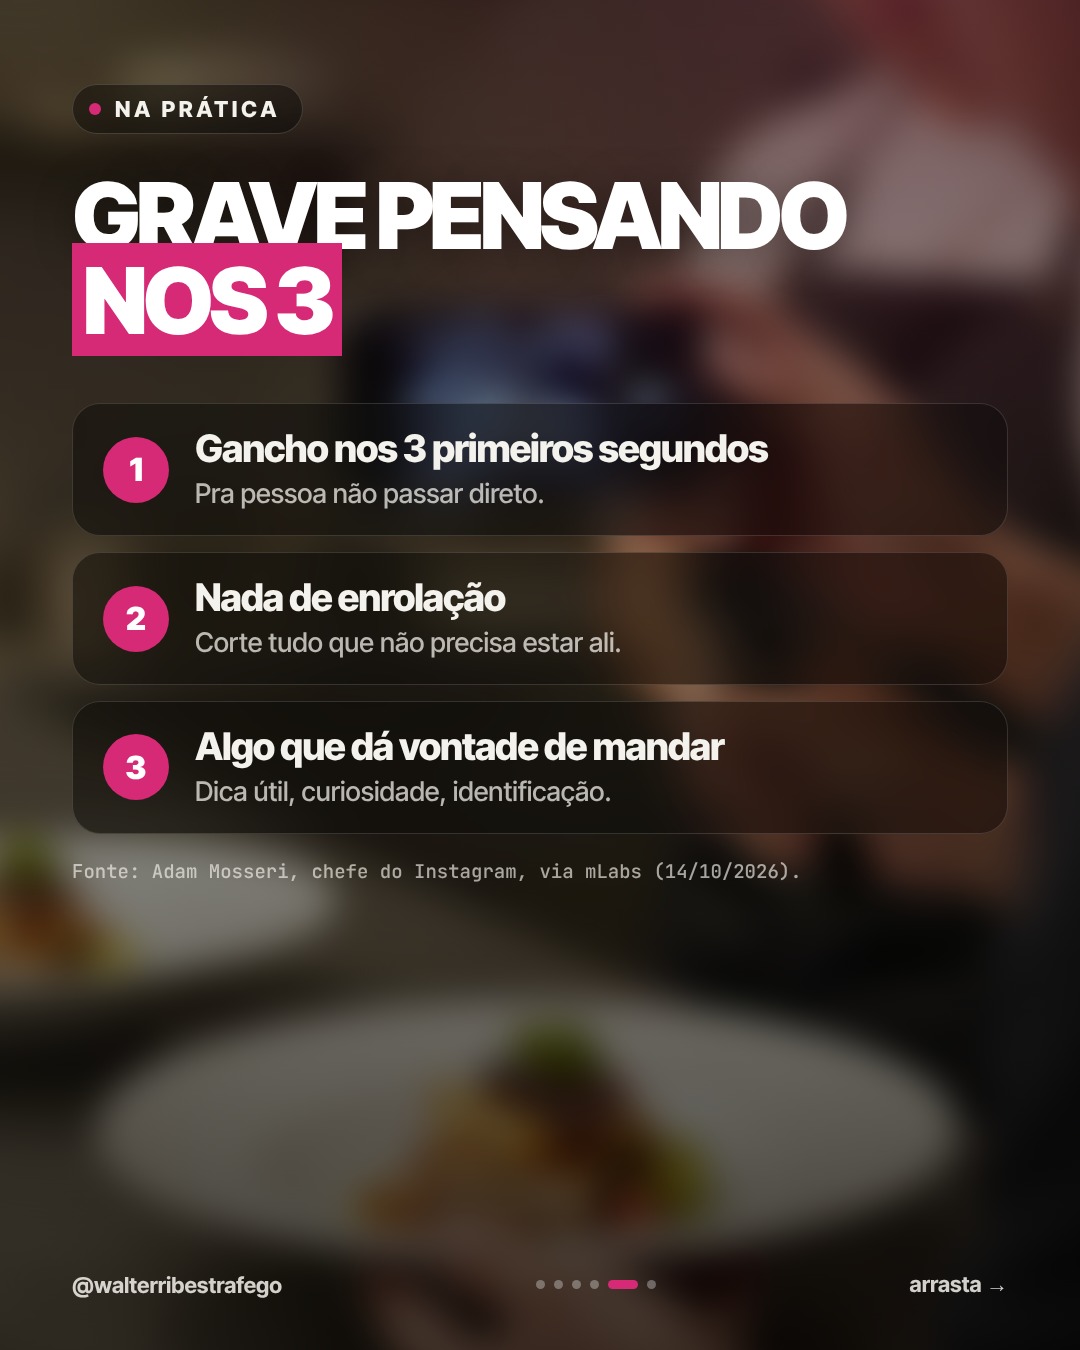 NA PRÁTICA
GRAVE PENSANDO
NOS 3
1
Gancho nos 3 primeiros segundos
Pra pessoa não passar direto.
2
Nada de enrolação
Corte tudo que não precisa estar ali.
3
Algo que dá vontade de mandar
Dica útil, curiosidade, identificação.
Fonte: Adam Mosseri, chefe do Instagram, via mLabs (14/10/2026).
@walterribestrafego
arrasta →